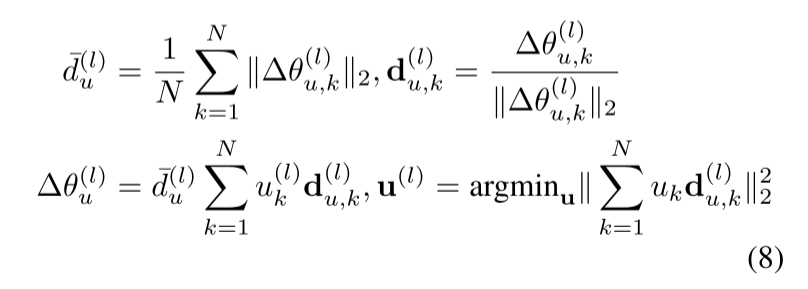 $\bar{d}_u^{(l)} = \frac{1}{N} \sum_{k=1}^{N} \|\Delta\theta_{u,k}^{(l)}\|_2, \mathbf{d}_{u,k}^{(l)} = \frac{\Delta\theta_{u,k}^{(l)}}{\|\Delta\theta_{u,k}^{(l)}\|_2}$
$\Delta\theta_u^{(l)} = \bar{d}_u^{(l)} \sum_{k=1}^{N} u_k^{(l)} \mathbf{d}_{u,k}^{(l)}, \mathbf{u}^{(l)} = \text{argmin}_{\mathbf{u}} \| \sum_{k=1}^{N} u_k \mathbf{d}_{u,k}^{(l)} \|_2^2$
(8)